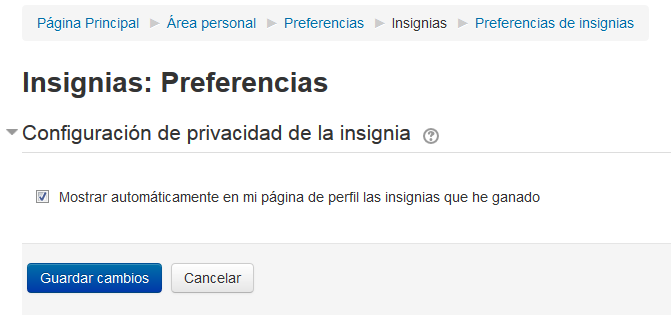 Página Principal Área personal Preferencias Insignias Preferencias de insignias
Insignias: Preferencias
Configuración de privacidad de la insignia ?
Mostrar automáticamente en mi página de perfil las insignias que he ganado
Guardar cambios Cancelar